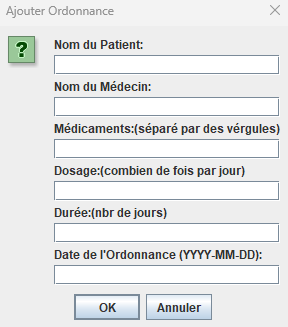 Ajouter Ordonnance
Nom du Patient:
Nom du Médecin:
Médicaments:(séparé par des vérgules)
Dosage:(combien de fois par jour)
Durée:(nbr de jours)
Date de l'Ordonnance (YYYY-MM-DD):
OK
Annuler